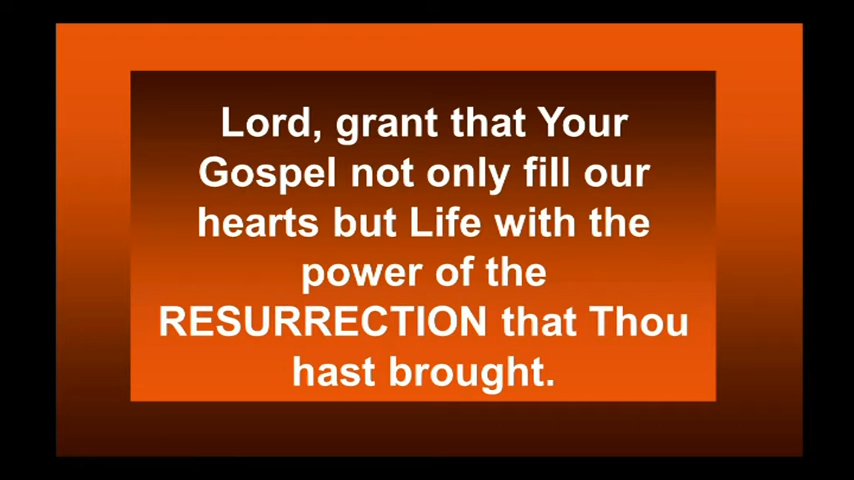 Lord, grant that Your
Gospel not only fill our
hearts but Life with the
power of the
RESURRECTION that Thou
hast brought.